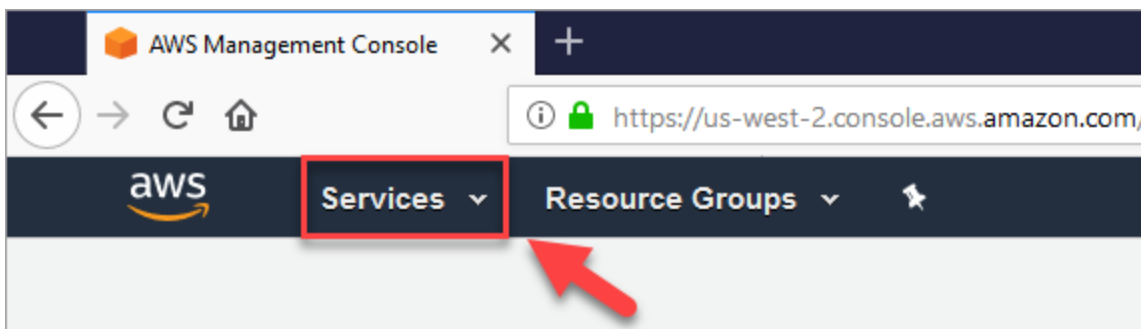 AWS Management Console
https://us-west-2.console.aws.amazon.com/
aws Services Resource Groups